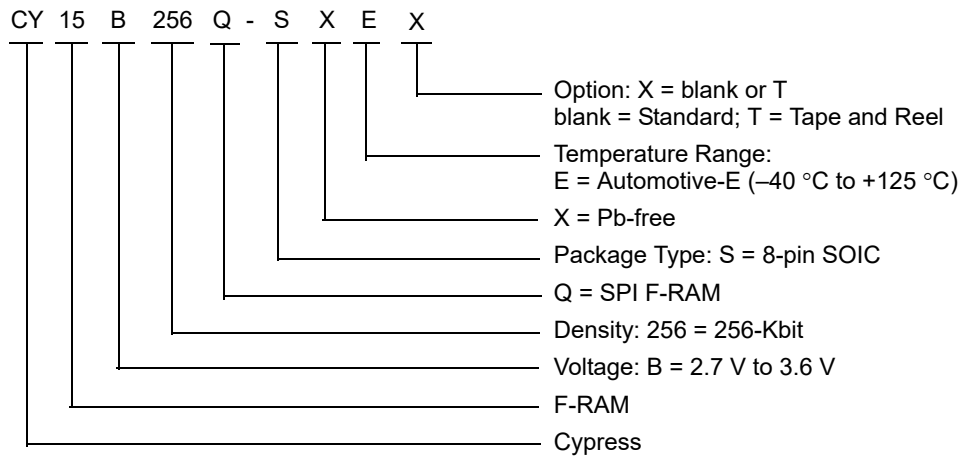 CY 15 B 256 Q - S X E X
Option: X = blank or T
blank = Standard; T = Tape and Reel
Temperature Range:
E = Automotive-E (–40 °C to +125 °C)
X = Pb-free
Package Type: S = 8-pin SOIC
Q = SPI F-RAM
Density: 256 = 256-Kbit
Voltage: B = 2.7 V to 3.6 V
F-RAM
Cypress